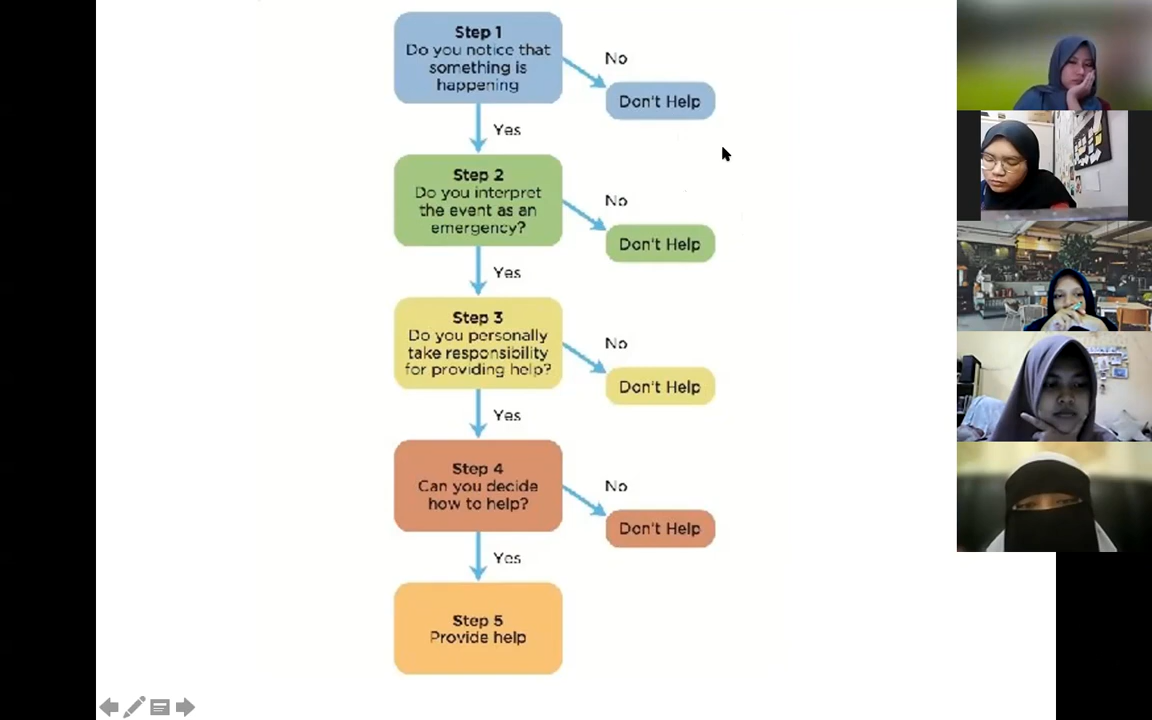 Step 1
Do you notice that
something is
happening
No
Don't Help
Yes
Step 2
Do you interpret
the event as an
emergency?
No
Don't Help
Yes
Step 3
Do you personally
take responsibility
for providing help?
No
Don't Help
Yes
Step 4
Can you decide
how to help?
No
Don't Help
Yes
Step 5
Provide help